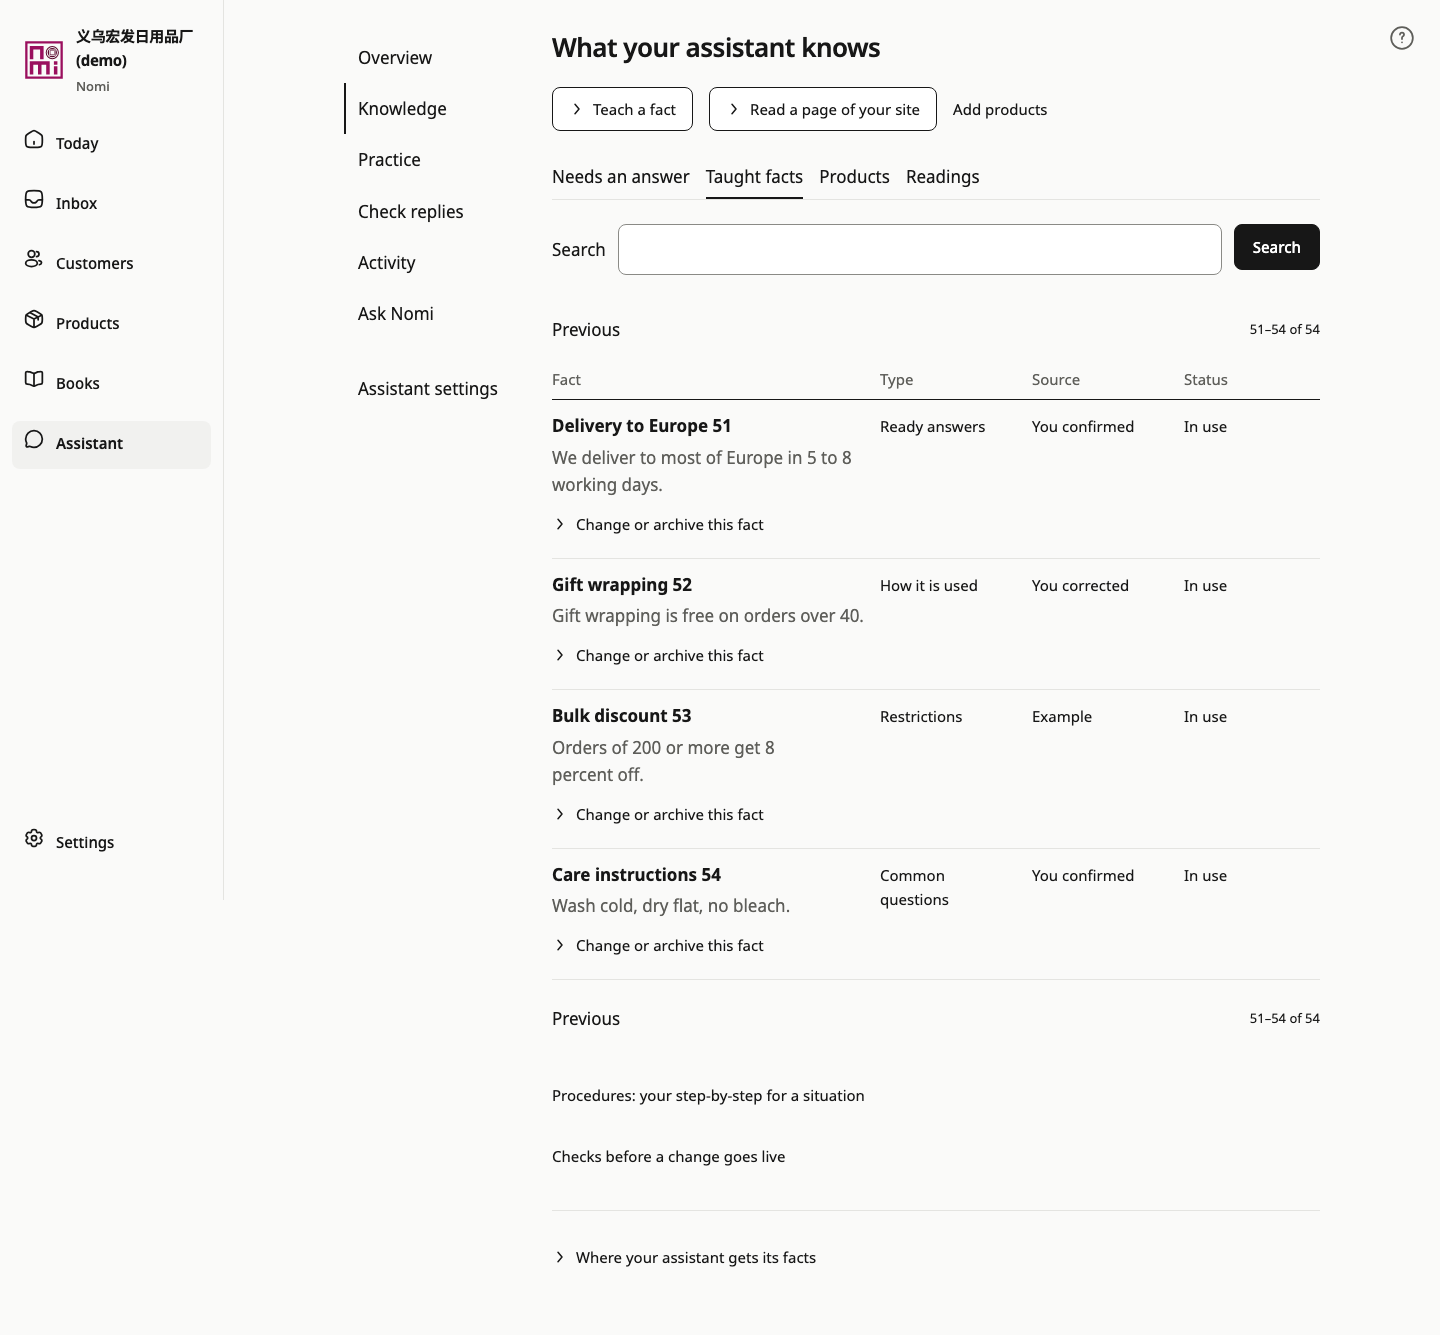 义乌宏发日用品厂
(demo)
Nomi
Today
Inbox
Customers
Products
Books
Assistant
Settings
Overview
Knowledge
Practice
Check replies
Activity
Ask Nomi
Assistant settings
What your assistant knows
Teach a fact
Read a page of your site
Add products
Needs an answer
Taught facts
Products
Readings
Search
Search
Previous
51–54 of 54
Fact
Type
Source
Status
Delivery to Europe 51
Ready answers
You confirmed
In use
We deliver to most of Europe in 5 to 8
working days.
Change or archive this fact
Gift wrapping 52
How it is used
You corrected
In use
Gift wrapping is free on orders over 40.
Change or archive this fact
Bulk discount 53
Restrictions
Example
In use
Orders of 200 or more get 8
percent off.
Change or archive this fact
Care instructions 54
Common
questions
You confirmed
In use
Wash cold, dry flat, no bleach.
Change or archive this fact
Previous
51–54 of 54
Procedures: your step-by-step for a situation
Checks before a change goes live
Where your assistant gets its facts